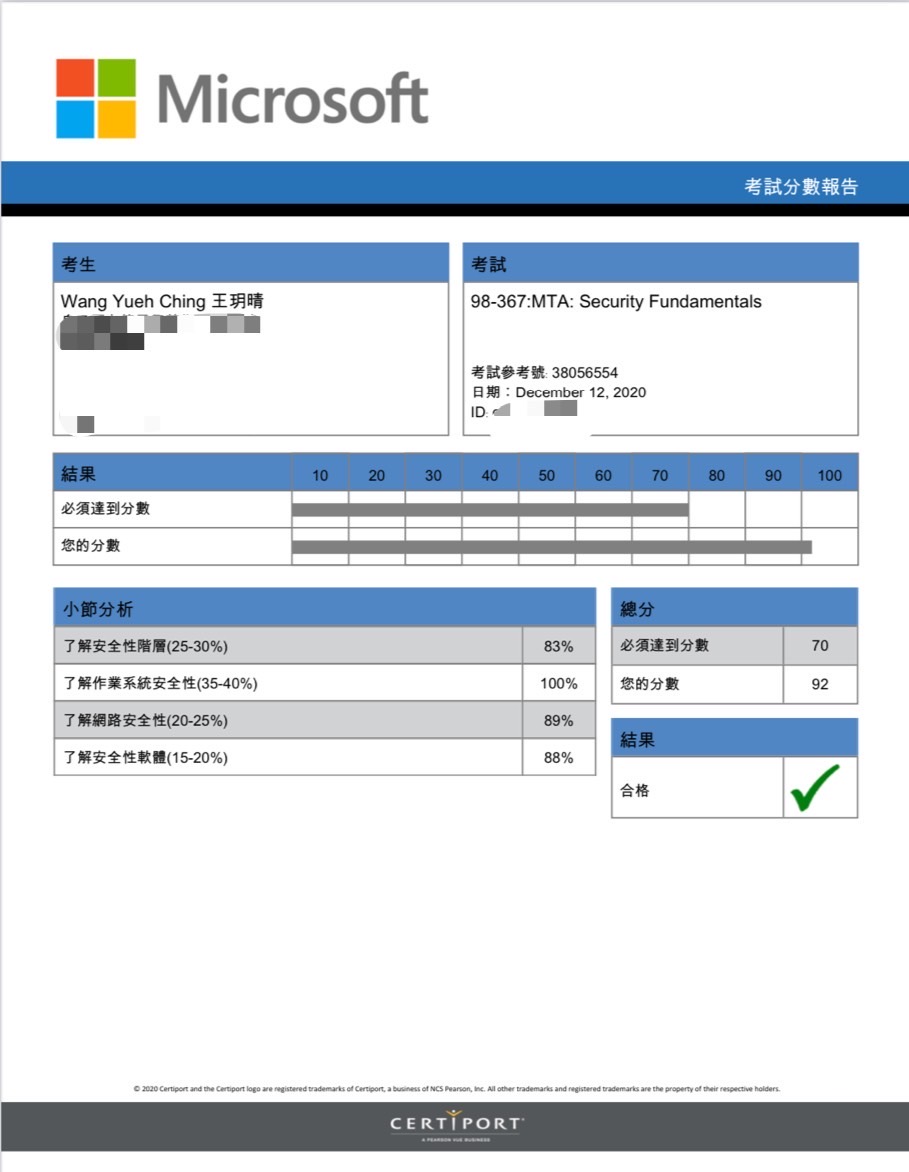 Microsoft
考試分數報告
考生
Wang Yueh Ching 王玥晴
考試
98-367:MTA: Security Fundamentals
考試參考號: 38056554
日期：December 12, 2020
ID:
結果 10 20 30 40 50 60 70 80 90 100
必須達到分數
您的分數
小節分析
了解安全性階層(25-30%) 83%
了解作業系統安全性(35-40%) 100%
了解網路安全性(20-25%) 89%
了解安全性軟體(15-20%) 88%
總分
必須達到分數 70
您的分數 92
結果
合格
© 2020 Certiport and the Certiport logo are registered trademarks of Certiport, a business of NCS Pearson, Inc. All other trademarks and registered trademarks are the property of their respective holders.
CERTIPORT
A PEARSON VUE BUSINESS